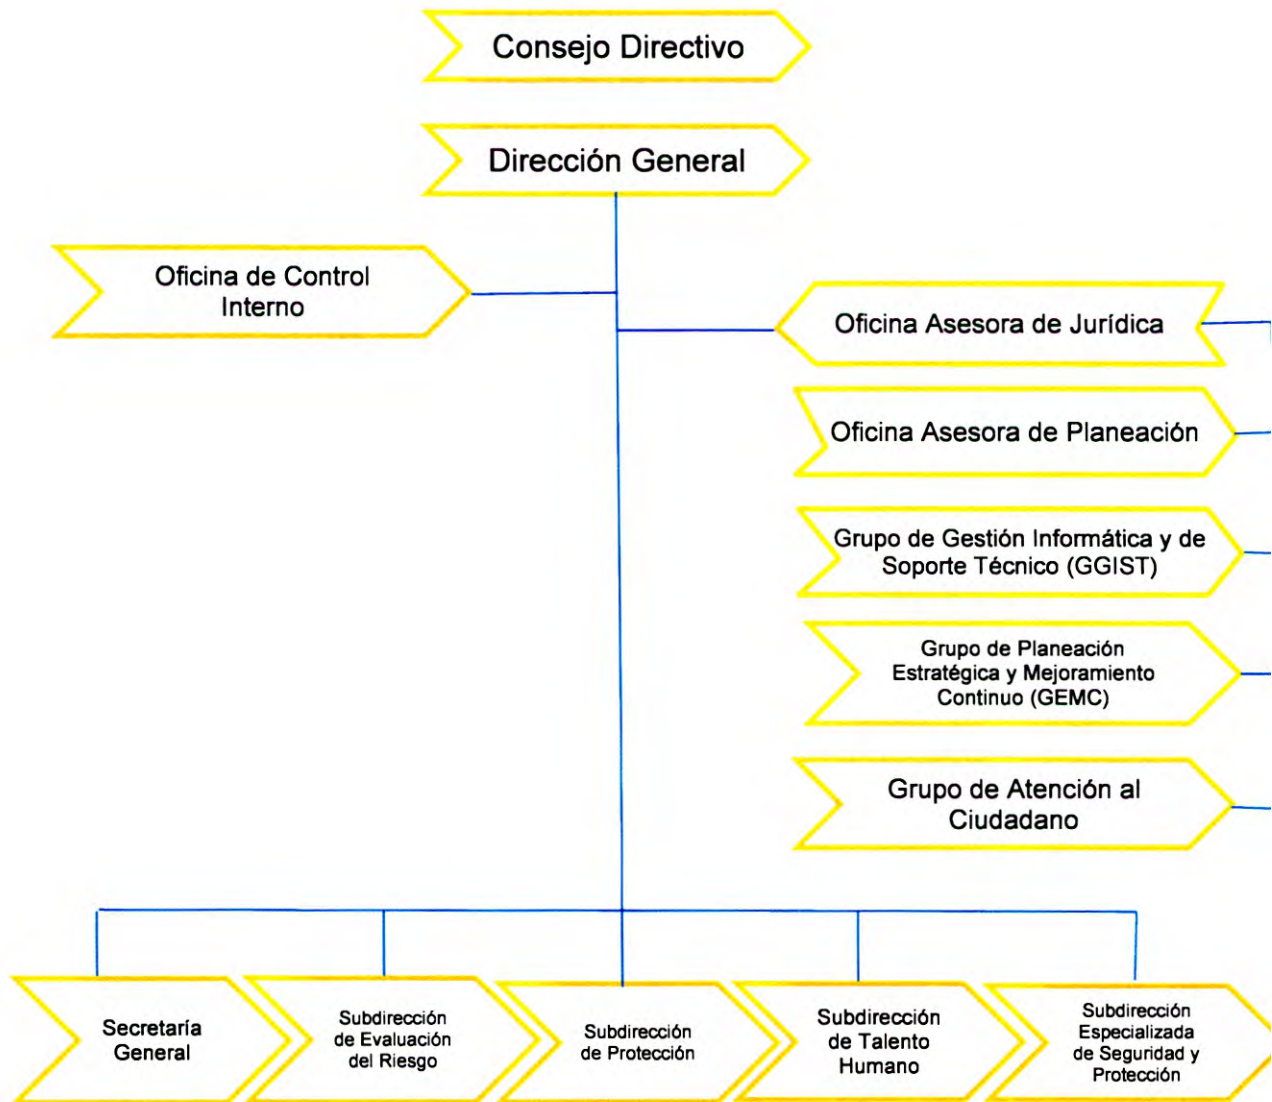 Consejo Directivo
Dirección General
Oficina de Control
Interno
Oficina Asesora de Jurídica
Oficina Asesora de Planeación
Grupo de Gestión Informática y de
Soporte Técnico (GGIST)
Grupo de Planeación
Estratégica y Mejoramiento
Continuo (GEMC)
Grupo de Atención al
Ciudadano
Secretaría
General
Subdirección
de Evaluación
del Riesgo
Subdirección
de Protección
Subdirección
de Talento
Humano
Subdirección
Especializada
de Seguridad y
Protección